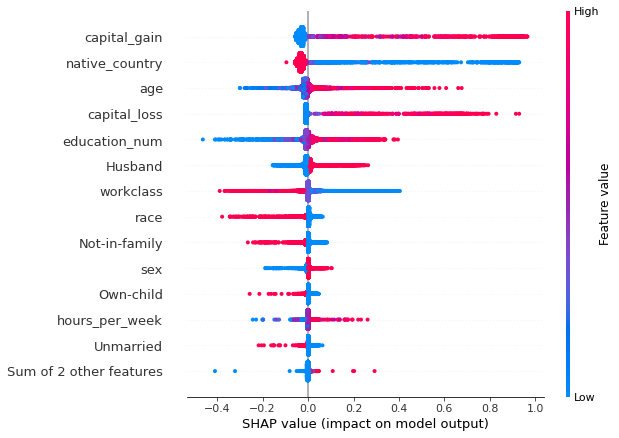 High
capital_gain
native_country
age
capital_loss
education_num
Husband
workclass
race
Not-in-family
sex
Own-child
hours_per_week
Unmarried
Sum of 2 other features
−0.4 −0.2 0.0 0.2 0.4 0.6 0.8 1.0
SHAP value (impact on model output)
Low
Feature value